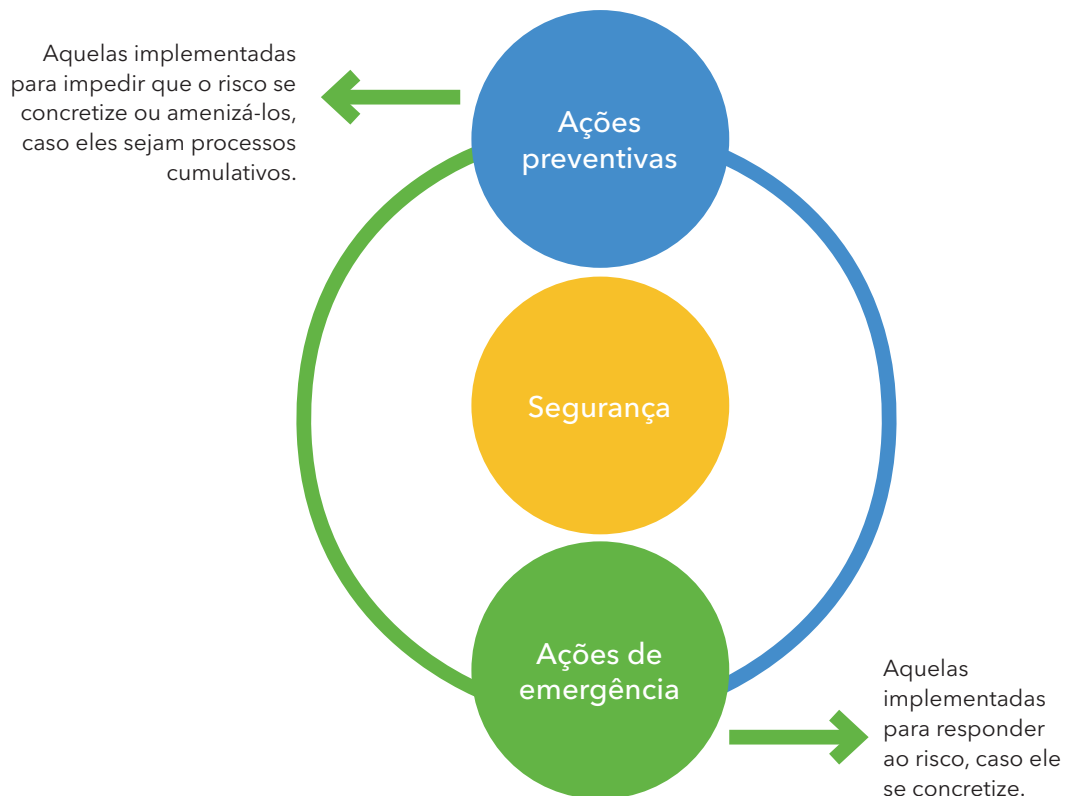 Aquelas implementadas
para impedir que o risco se
concretize ou amenizá-los,
caso eles sejam processos
cumulativos.
Ações
preventivas
Segurança
Ações de
emergência
Aquelas
implementadas
para responder
ao risco, caso ele
se concretize.